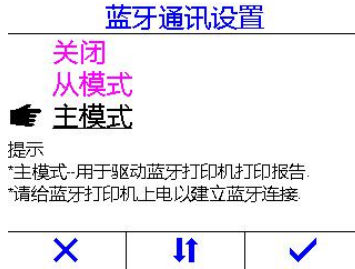 蓝牙通讯设置
关闭
从模式
主模式
提示
*主模式--用于驱动蓝牙打印机打印报告.
*请给蓝牙打印机上电以建立蓝牙连接.